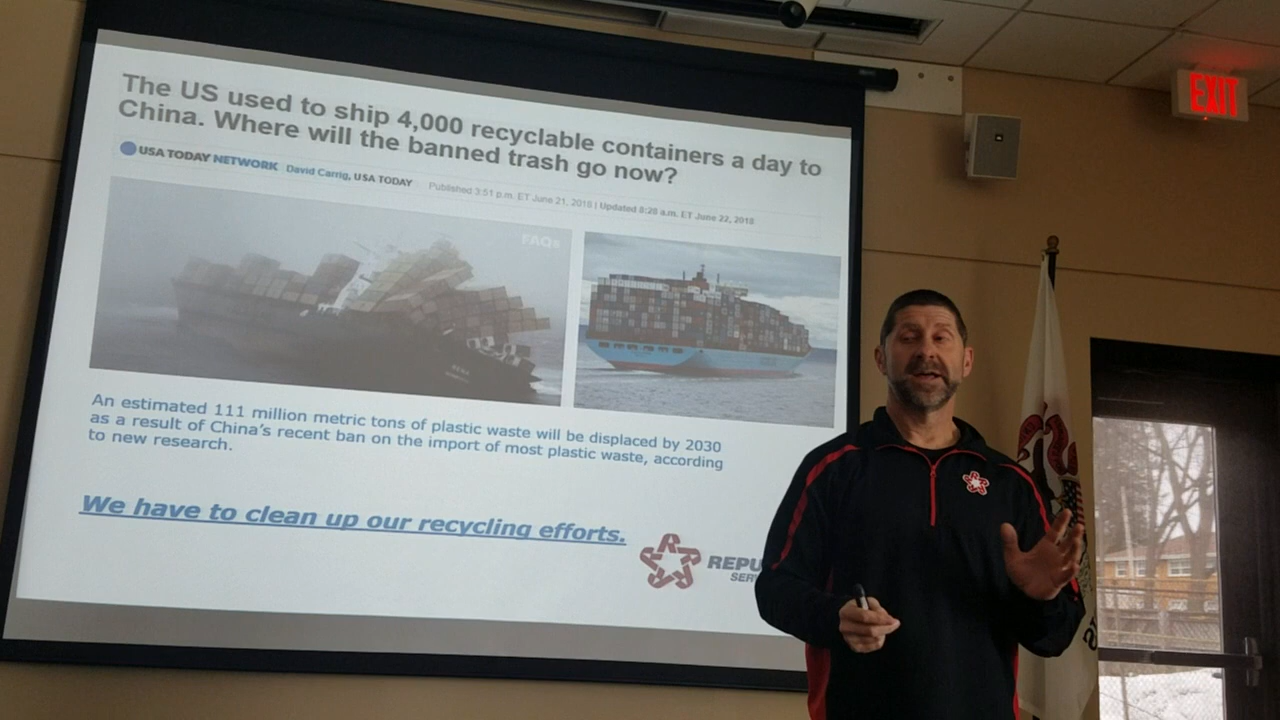 The US used to ship 4,000 recyclable containers a day to
China. Where will the banned trash go now?
USA TODAY NETWORK David Carrig, USA TODAY
Published 3:51 p.m. ET June 21, 2018 | Updated 8:28 a.m. ET June 22, 2018
FAQs
An estimated 111 million metric tons of plastic waste will be displaced by 2030
as a result of China's recent ban on the import of most plastic waste, according
to new research.
We have to clean up our recycling efforts.
REPU
SER
EXIT